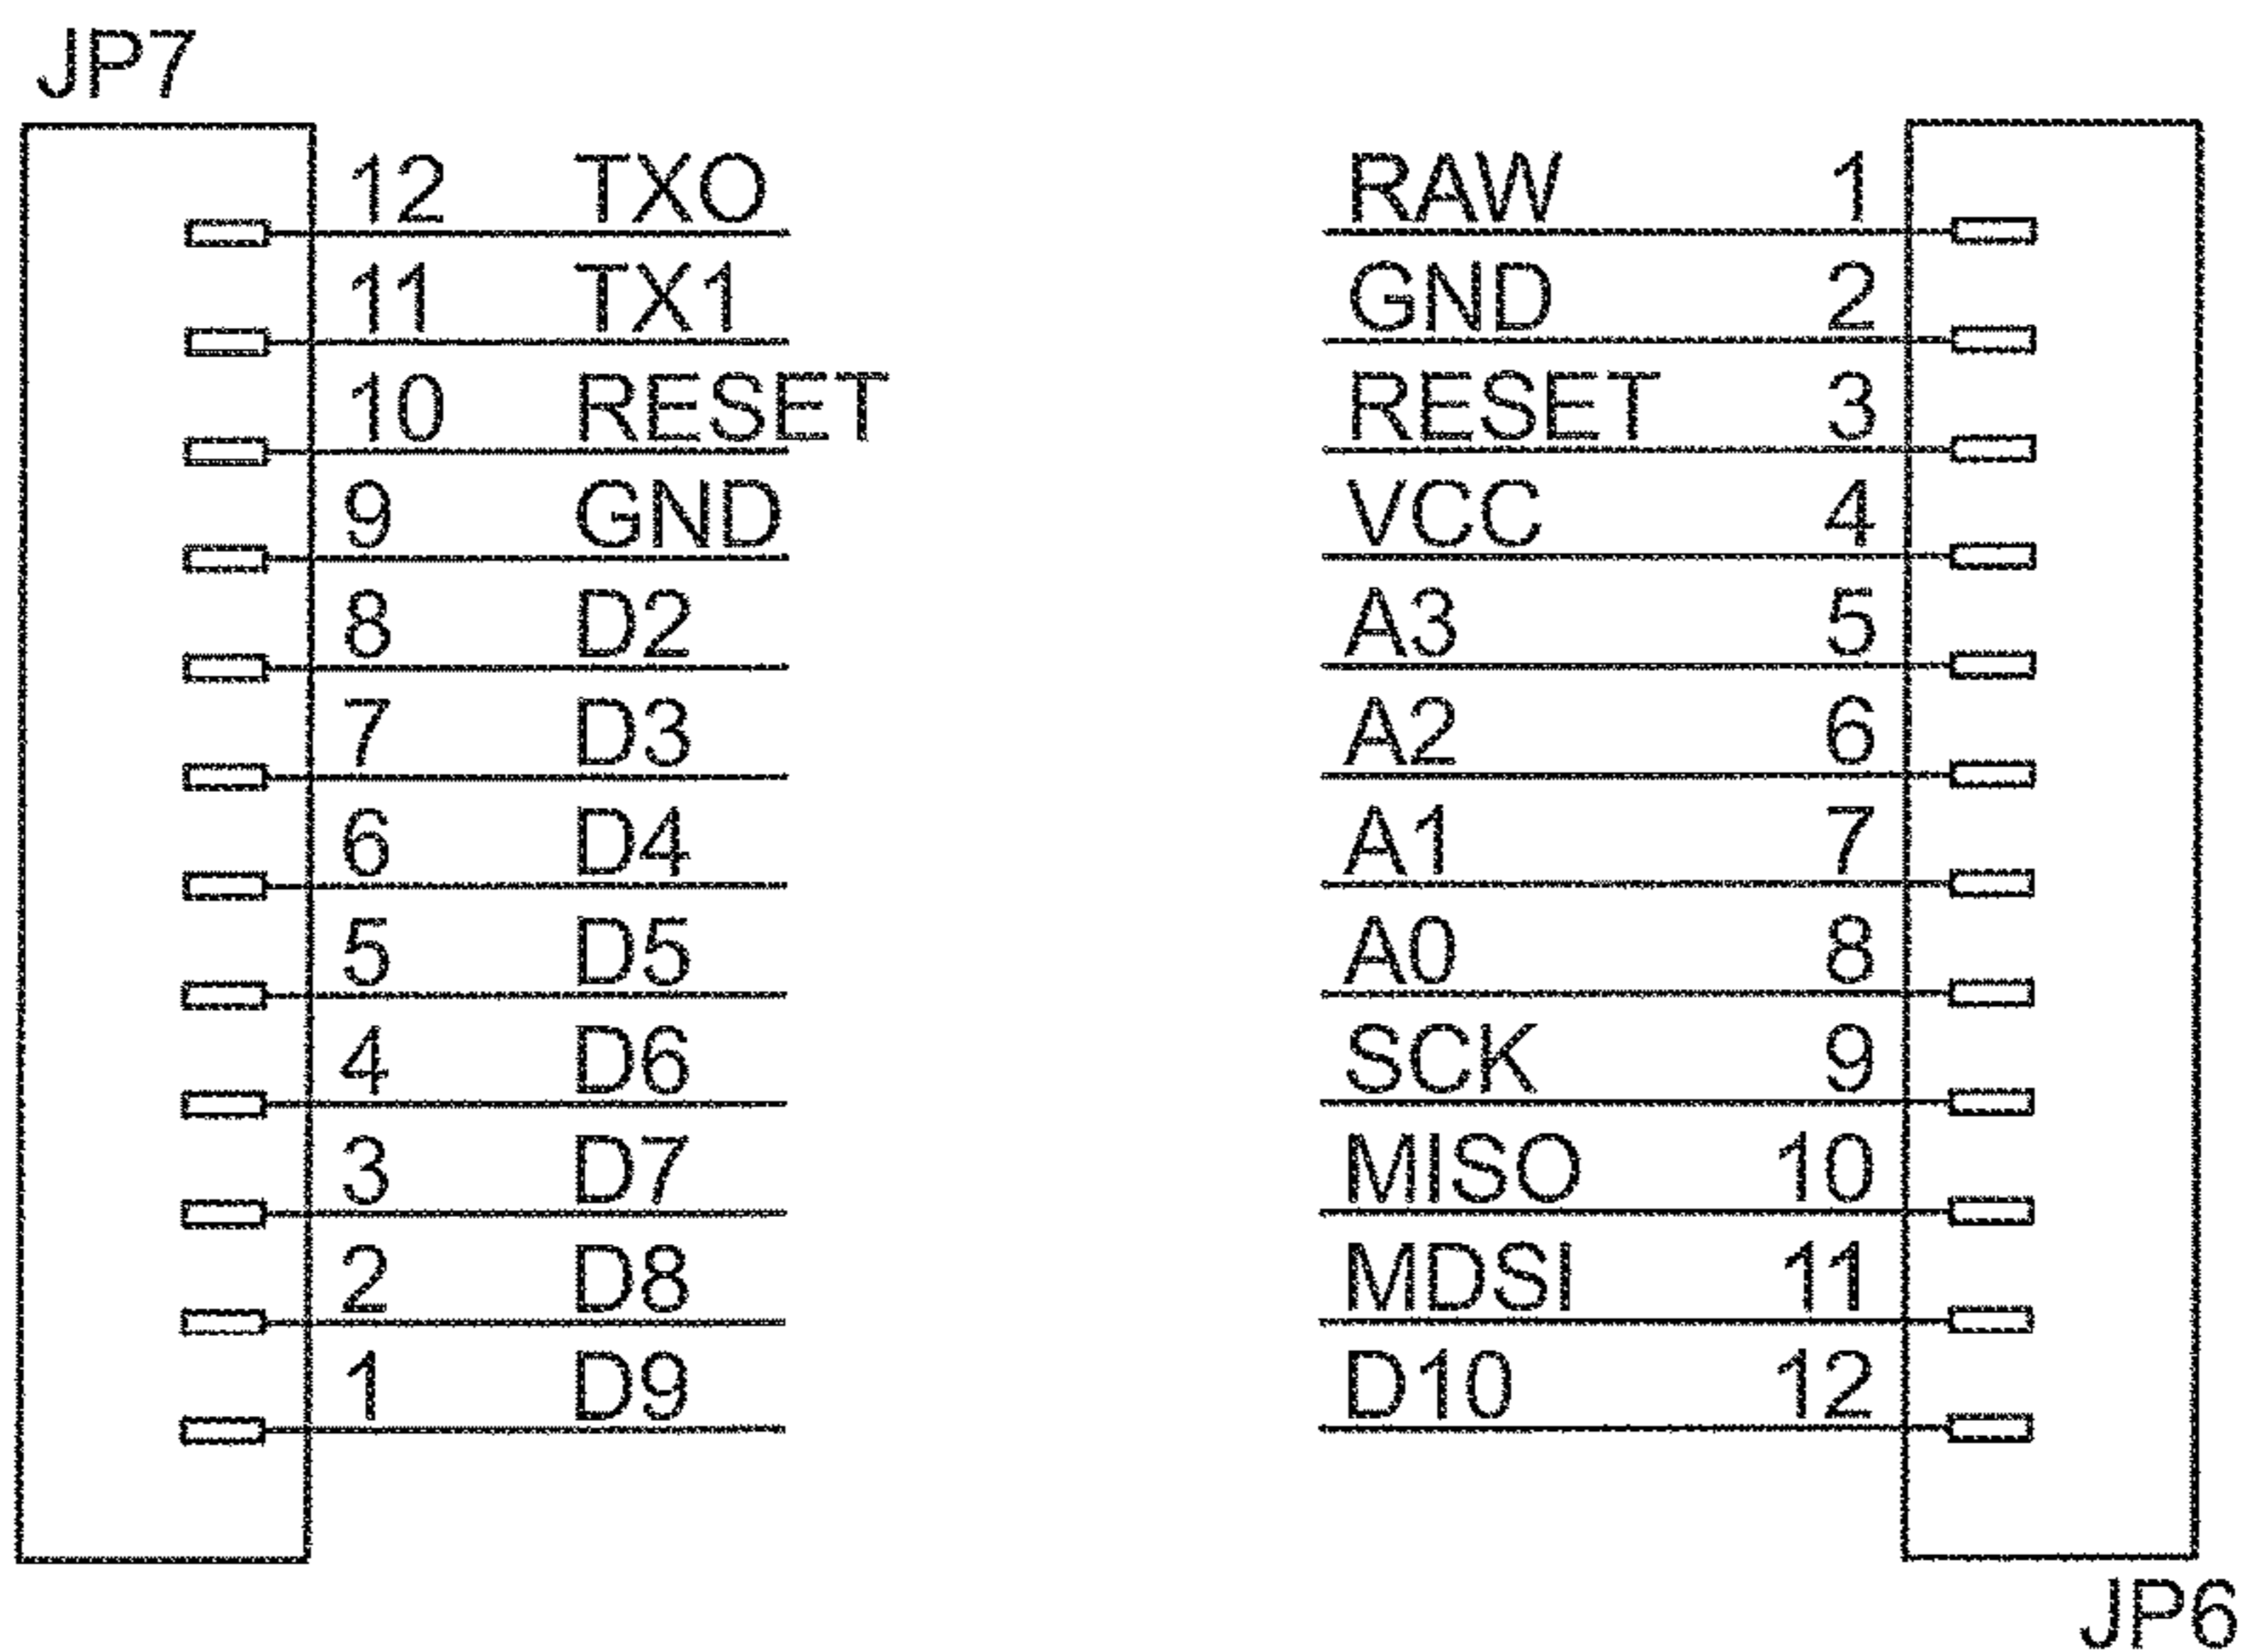 JP7
12 TXO
11 TX1
10 RESET
9 GND
8 D2
7 D3
6 D4
5 D5
4 D6
3 D7
2 D8
1 D9
RAW 1
GND 2
RESET 3
VCC 4
A3 5
A2 6
A1 7
A0 8
SCK 9
MISO 10
MDSI 11
D10 12
JP6